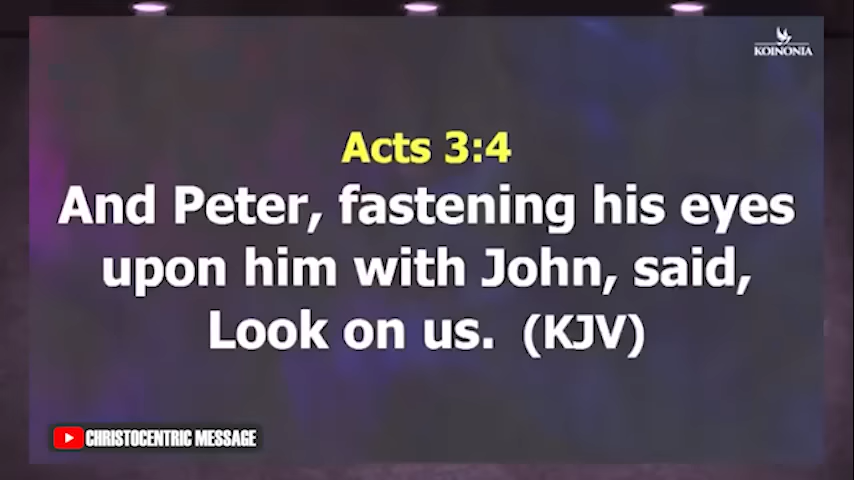 KOINONIA
Acts 3:4
And Peter, fastening his eyes
upon him with John, said,
Look on us. (KJV)
CHRISTOCENTRIC MESSAGE